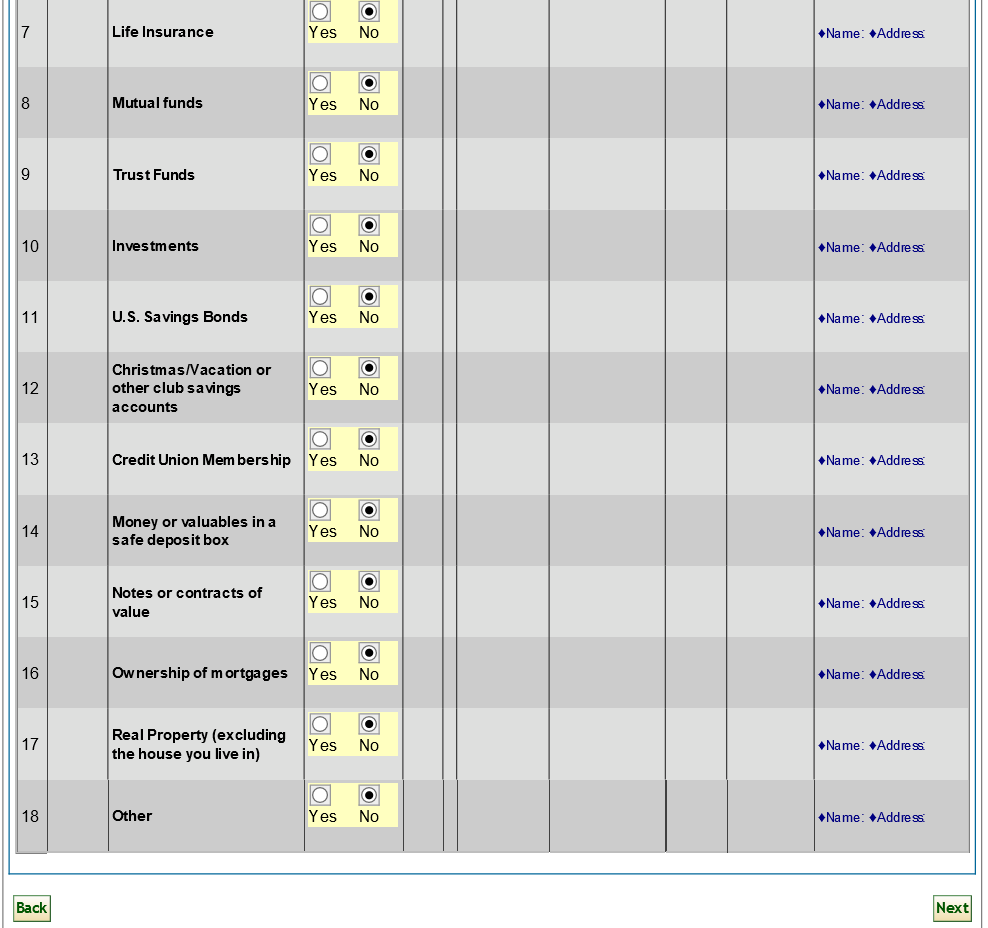 7 Life Insurance Yes No ♦Name: ♦Address:
8 Mutual funds Yes No ♦Name: ♦Address:
9 Trust Funds Yes No ♦Name: ♦Address:
10 Investments Yes No ♦Name: ♦Address:
11 U.S. Savings Bonds Yes No ♦Name: ♦Address:
Christmas/Vacation or
12 other club savings Yes No ♦Name: ♦Address:
accounts
13 Credit Union Membership Yes No ♦Name: ♦Address:
Money or valuables in a
14 Yes No ♦Name: ♦Address:
safe deposit box
Notes or contracts of
15 Yes No ♦Name: ♦Address:
value
16 Ownership of mortgages Yes No ♦Name: ♦Address:
Real Property (excluding
17 Yes No ♦Name: ♦Address:
the house you live in)
18 Other Yes No ♦Name: ♦Address:
Back Next